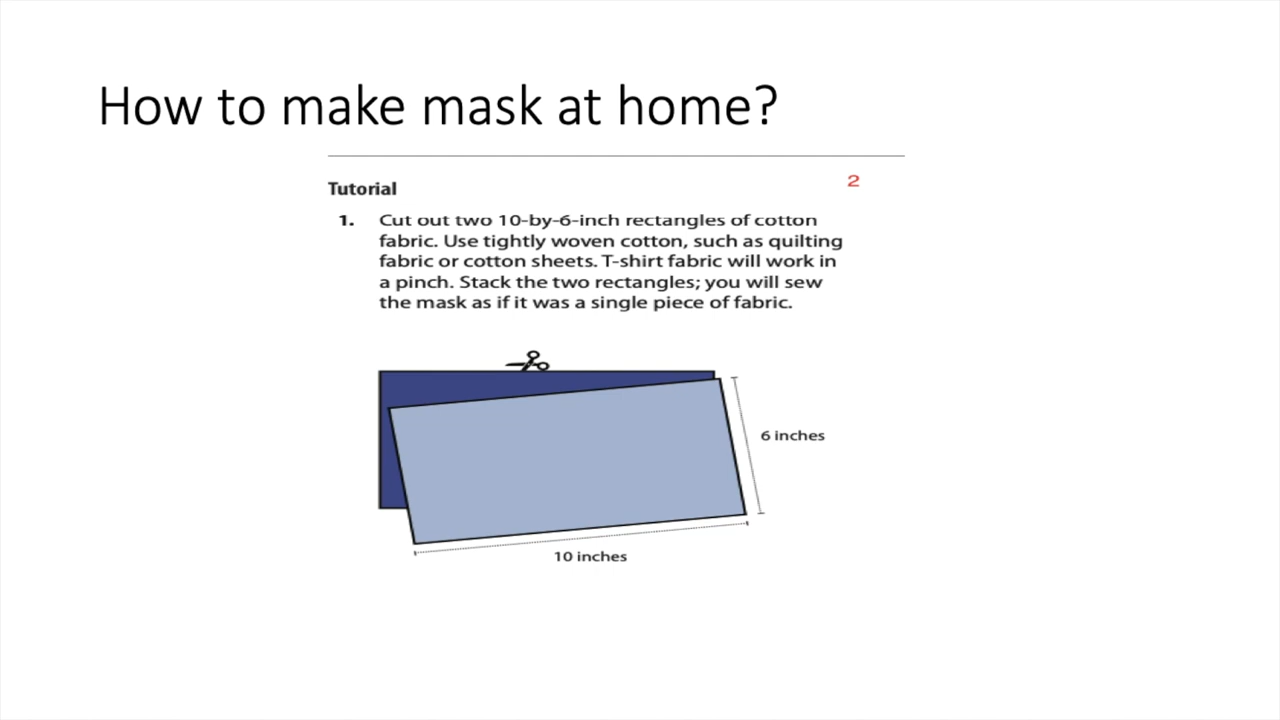 How to make mask at home?
Tutorial
2
1. Cut out two 10-by-6-inch rectangles of cotton
fabric. Use tightly woven cotton, such as quilting
fabric or cotton sheets. T-shirt fabric will work in
a pinch. Stack the two rectangles; you will sew
the mask as if it was a single piece of fabric.
6 inches
10 inches